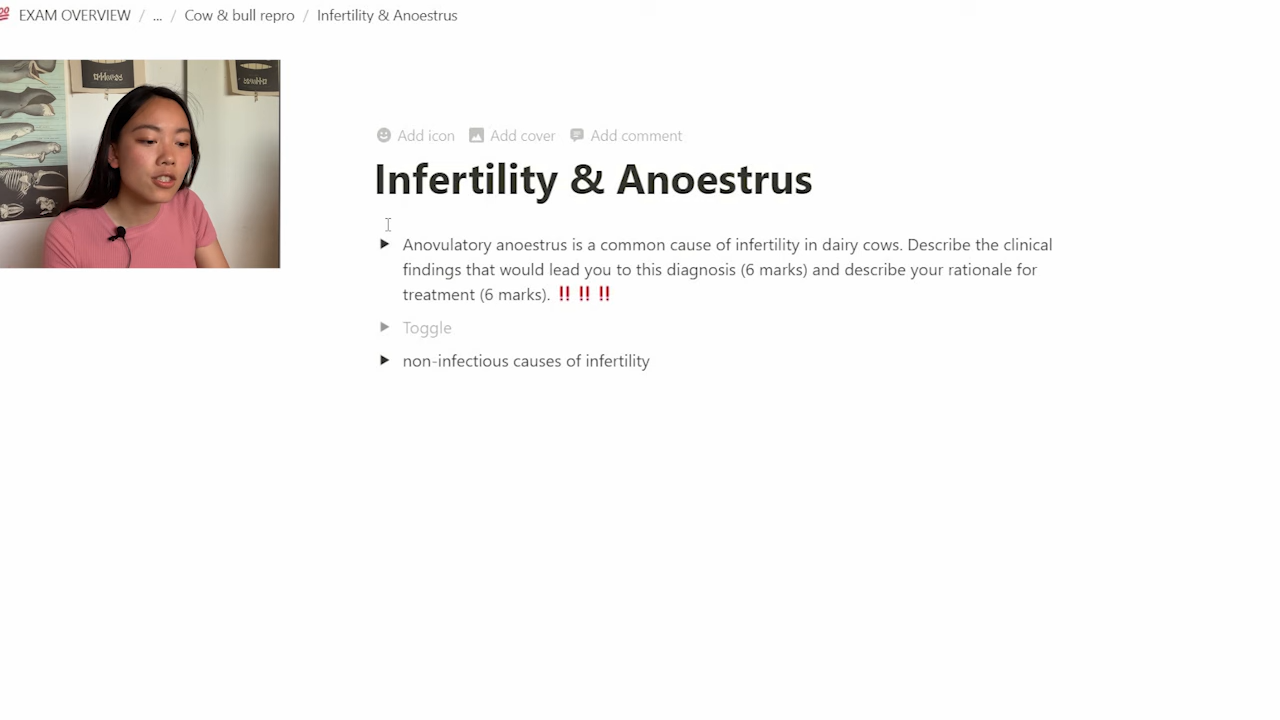 EXAM OVERVIEW / ... / Cow & bull repro / Infertility & Anoestrus
Add icon Add cover Add comment
Infertility & Anoestrus
Anovulatory anoestrus is a common cause of infertility in dairy cows. Describe the clinical
findings that would lead you to this diagnosis (6 marks) and describe your rationale for
treatment (6 marks). ‼️ ‼️ ‼️
Toggle
non-infectious causes of infertility